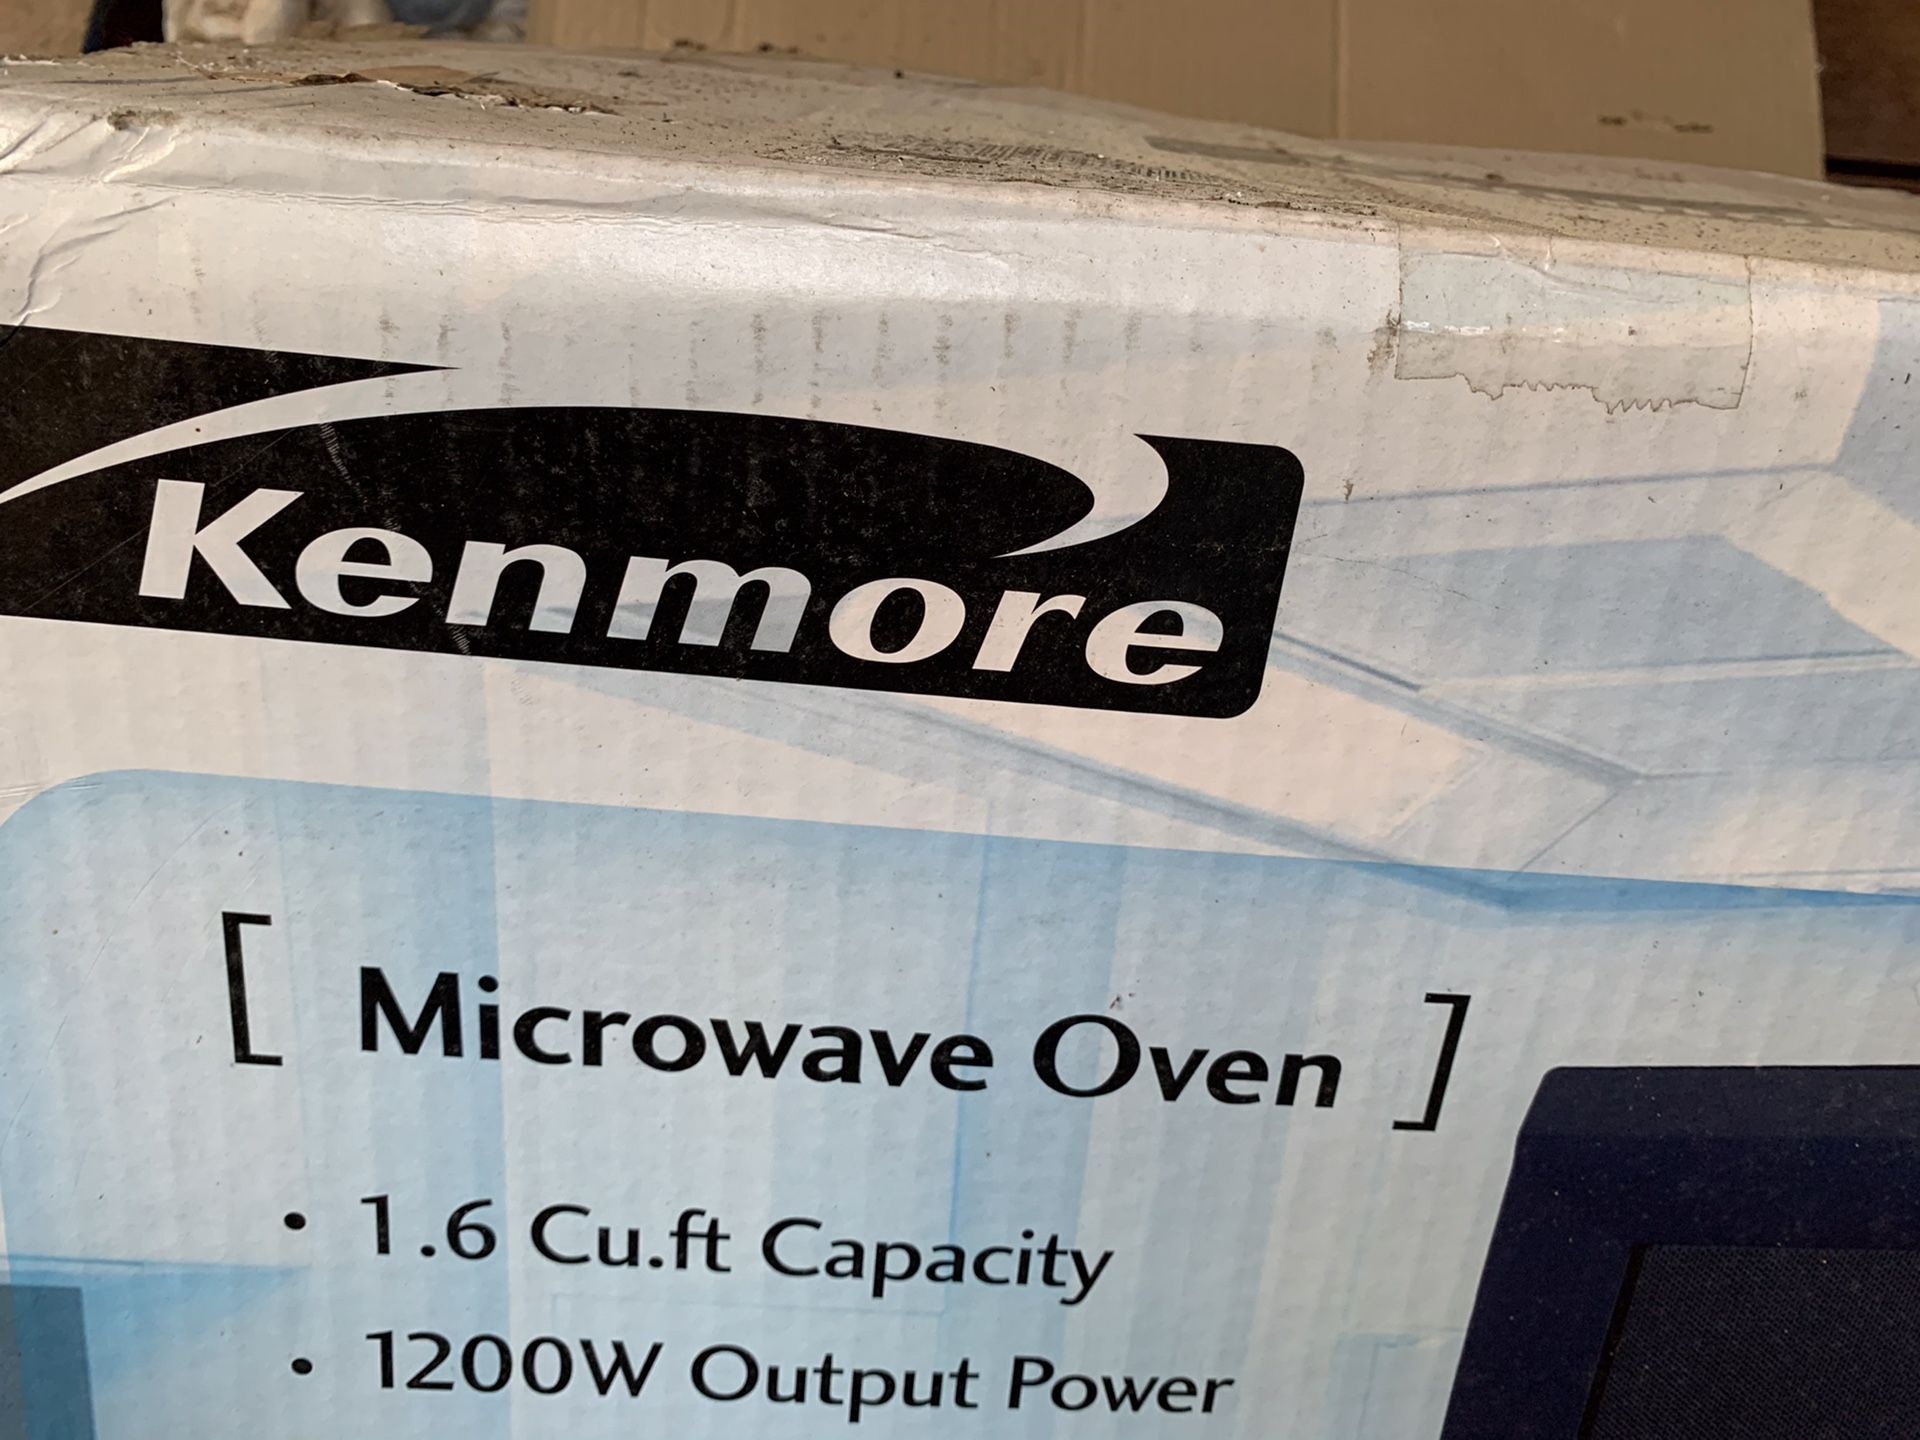 Kenmore
[ Microwave Oven ]
• 1.6 Cu.ft Capacity
• 1200W Output Power